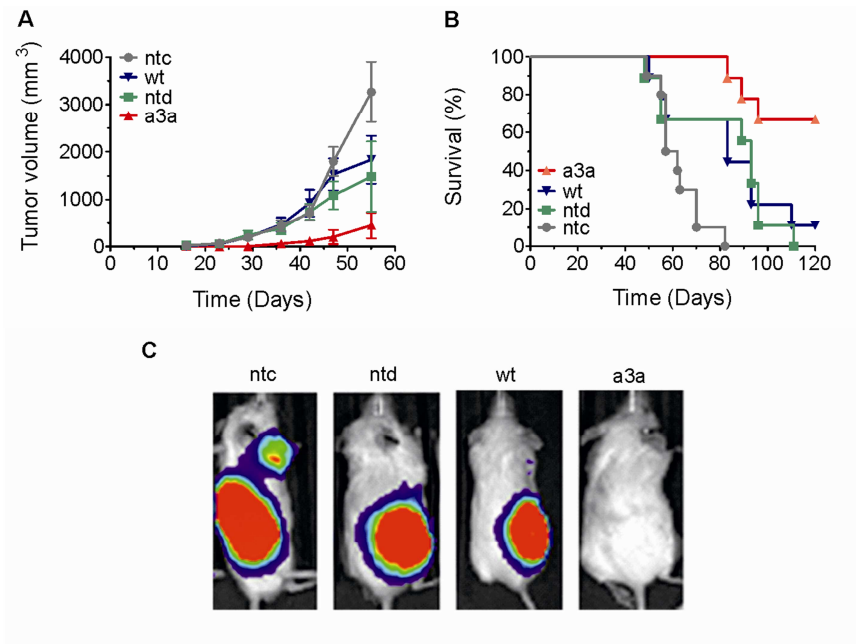 A
Tumor volume (mm 3)
4000
3000
2000
1000
0
0 10 20 30 40 50 60
Time (Days)
ntc
wt
ntd
a3a
B
Survival (%)
100
80
60
40
20
0
0 20 40 60 80 100 120
Time (Days)
a3a
wt
ntd
ntc
C
ntc ntd wt a3a